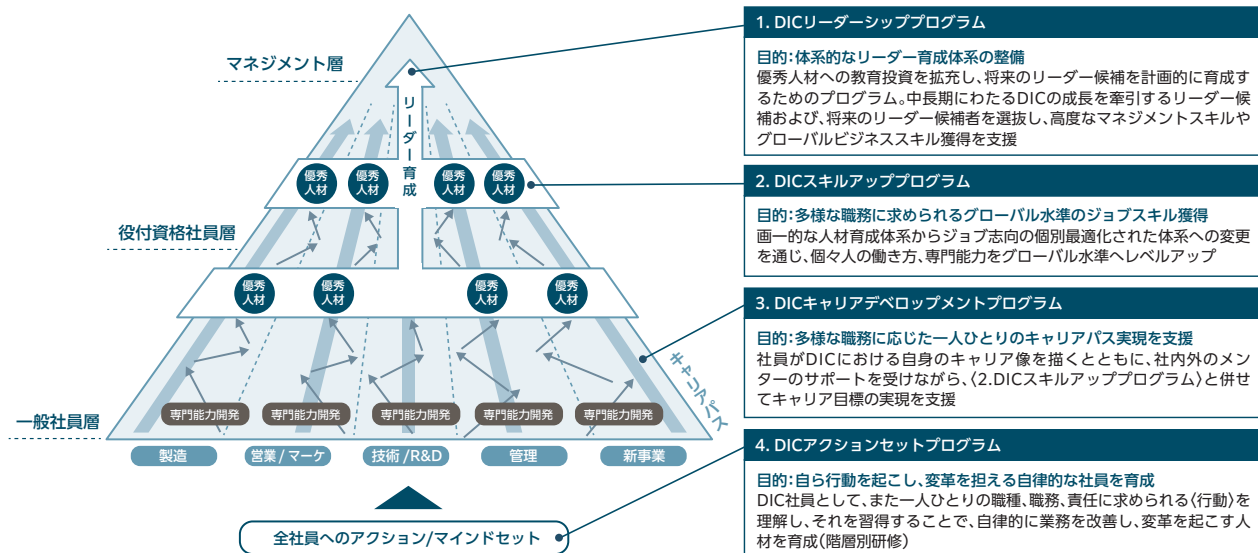 マネジメント層
役付資格社員層
一般社員層
リーダー育成
優秀
人材
優秀
人材
優秀
人材
優秀
人材
優秀
人材
優秀
人材
優秀
人材
優秀
人材
キャリアパス
専門能力開発
専門能力開発
専門能力開発
専門能力開発
専門能力開発
製造
営業/マーケ
技術/R&D
管理
新事業
全社員へのアクション/マインドセット
1. DICリーダーシッププログラム
目的:体系的なリーダー育成体系の整備
優秀人材への教育投資を拡充し、将来のリーダー候補を計画的に育成す
るためのプログラム。中長期にわたるDICの成長を牽引するリーダー候
補および、将来のリーダー候補者を選抜し、高度なマネジメントスキルや
グローバルビジネススキル獲得を支援
2. DICスキルアッププログラム
目的:多様な職務に求められるグローバル水準のジョブスキル獲得
画一的な人材育成体系からジョブ志向の個別最適化された体系への変更
を通じ、個々人の働き方、専門能力をグローバル水準へレベルアップ
3. DICキャリアデベロップメントプログラム
目的:多様な職務に応じた一人ひとりのキャリアパス実現を支援
社員がDICにおける自身のキャリア像を描くとともに、社内外のメン
ターのサポートを受けながら、〈2.DICスキルアッププログラム〉と併せ
てキャリア目標の実現を支援
4. DICアクションセットプログラム
目的:自ら行動を起こし、変革を担える自律的な社員を育成
DIC社員として、また一人ひとりの職種、職務、責任に求められる〈行動〉を
理解し、それを習得することで、自律的に業務を改善し、変革を起こす人
材を育成(階層別研修)